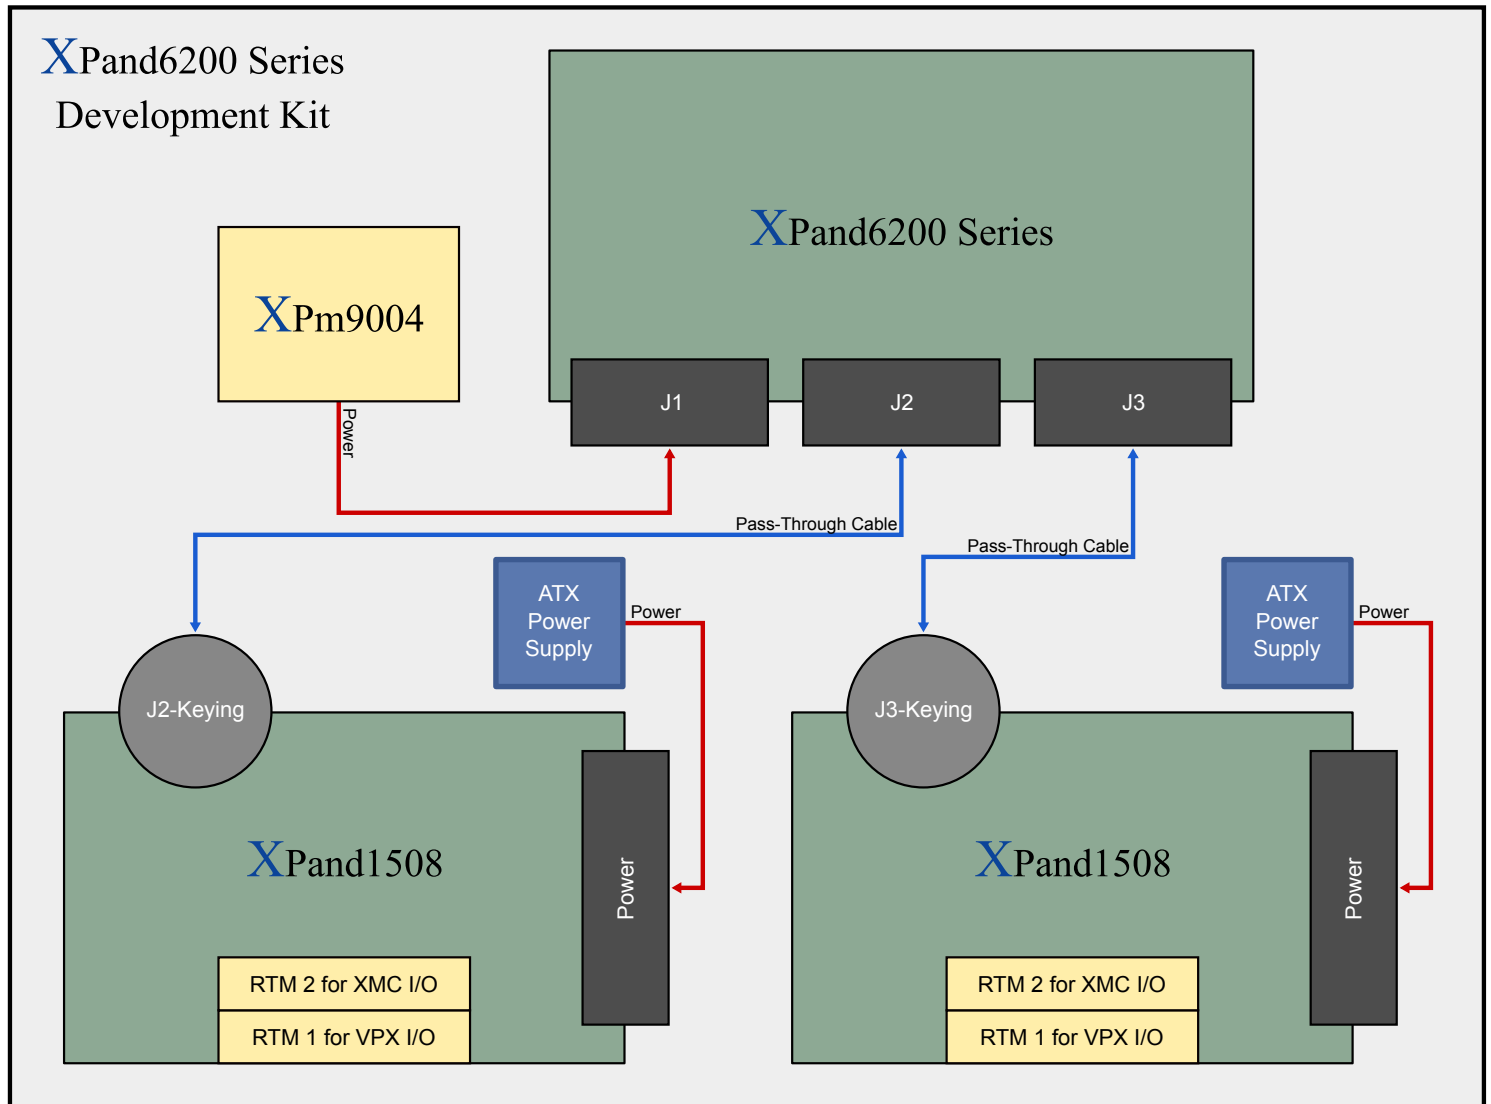 XPand6200 Series
Development Kit
XPand6200 Series
XPm9004
J1
J2
J3
Power
Pass-Through Cable
Pass-Through Cable
ATX
Power
Supply
Power
ATX
Power
Supply
Power
J2-Keying
J3-Keying
XPand1508
Power
XPand1508
Power
RTM 2 for XMC I/O
RTM 1 for VPX I/O
RTM 2 for XMC I/O
RTM 1 for VPX I/O